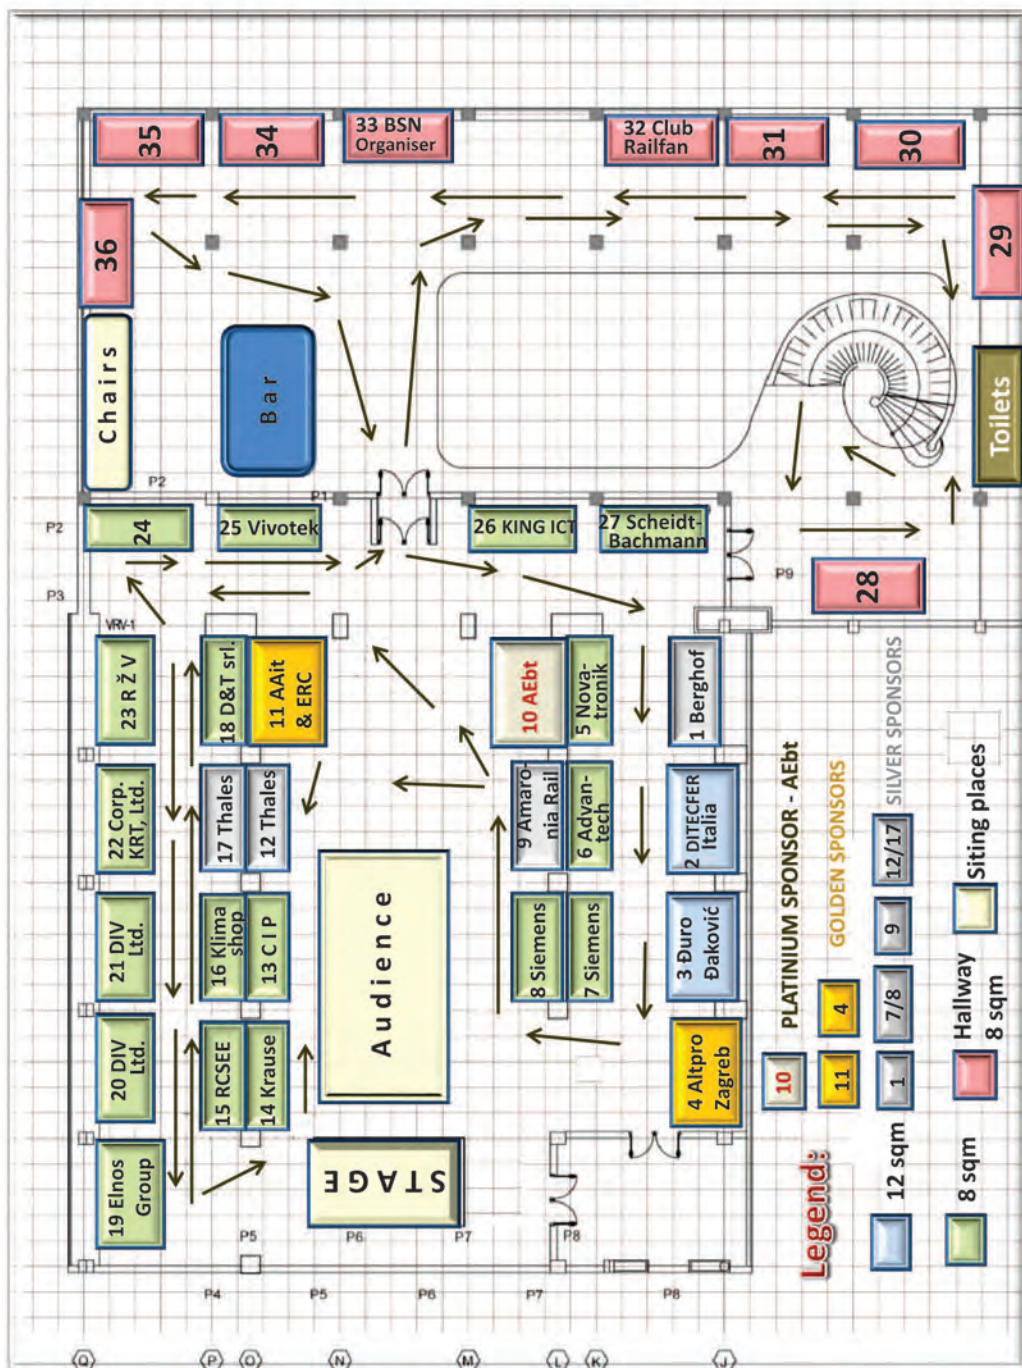 35
34
33 BSN
Organiser
32 Club
Railfan
31
30
36
29
Chairs
Bar
Toilets
P2
P1
P2
24
25 Vivotek
26 KING ICT
27 Scheidt-
Bachmann
P9
28
P3
VRV-1
23 R Ž V
18 D&T srl.
11 AAit
& ERC
10 AEbt
5 Nova-
tronik
1 Berghof
22 Corp.
KRT, Ltd.
17 Thales
12 Thales
9 Amaro-
nia Rail
6 Advan-
tech
2 DITECFER
Italia
21 DIV
Ltd.
16 Klima
shop
13 C I P
Audience
8 Siemens
7 Siemens
3 Đuro
Đaković
20 DIV
Ltd.
15 RCSEE
14 Krause
4 Altpro
Zagreb
19 Elnos
Group
STAGE
P5
P6
P7
P8
P4
P5
P6
P7
P8
Q
P
O
N
M
L
K
J
Legend:
10
PLATINIUM SPONSOR - AEbt
11
4
GOLDEN SPONSORS
1
7/8
9
12/17
SILVER SPONSORS
12 sqm
Hallway
8 sqm
Siting places
8 sqm